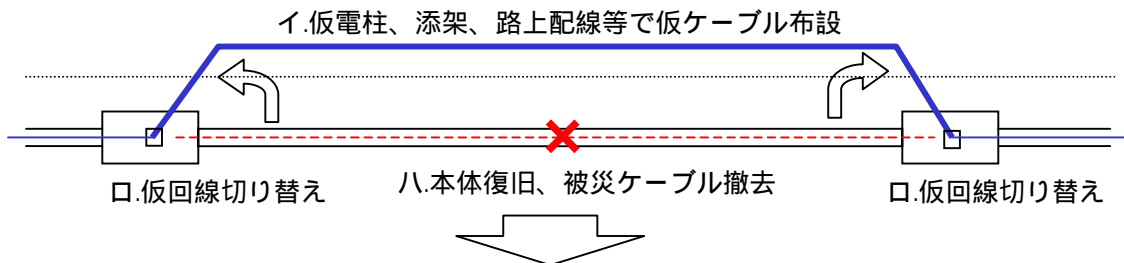 イ.仮電柱、添架、路上配線等で仮ケーブル布設
ロ.仮回線切り替え
ハ.本体復旧、被災ケーブル撤去
ロ.仮回線切り替え